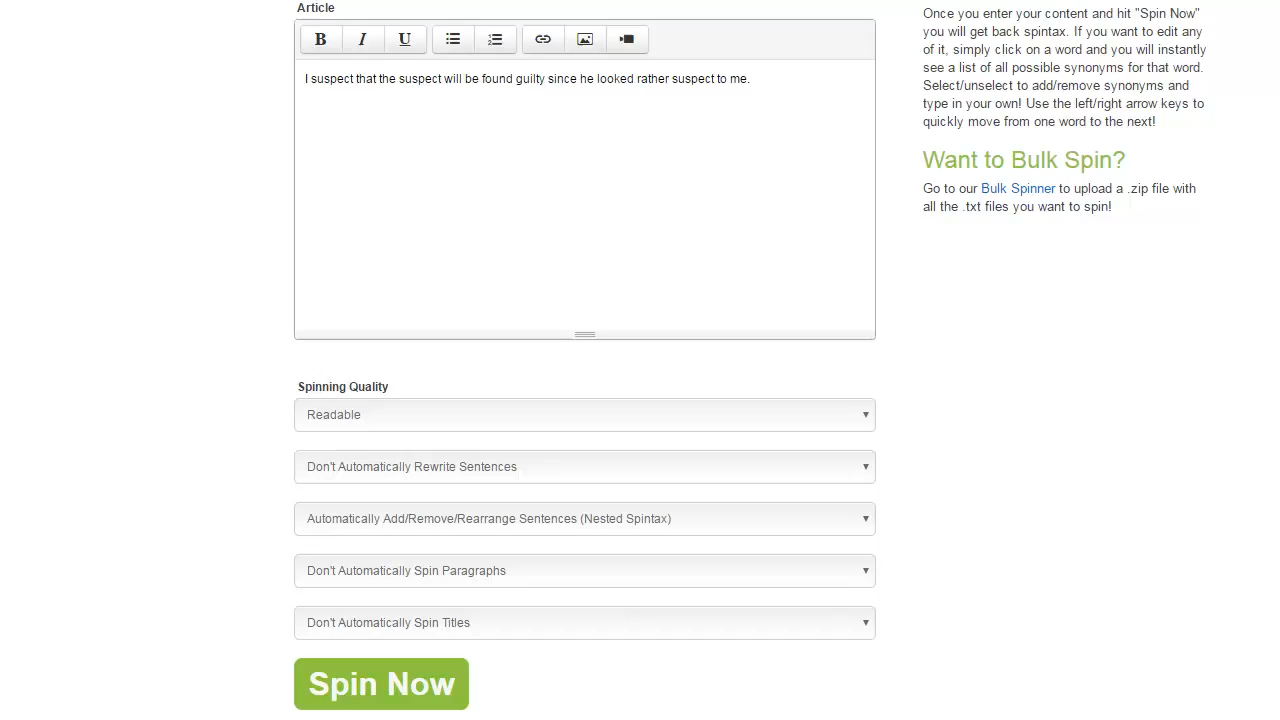 Article
B I U
I suspect that the suspect will be found guilty since he looked rather suspect to me.
Spinning Quality
Readable
Don't Automatically Rewrite Sentences
Automatically Add/Remove/Rearrange Sentences (Nested Spintax)
Don't Automatically Spin Paragraphs
Don't Automatically Spin Titles
Spin Now
Once you enter your content and hit "Spin Now"
you will get back spintax. If you want to edit any
of it, simply click on a word and you will instantly
see a list of all possible synonyms for that word.
Select/unselect to add/remove synonyms and
type in your own! Use the left/right arrow keys to
quickly move from one word to the next!
Want to Bulk Spin?
Go to our Bulk Spinner to upload a .zip file with
all the .txt files you want to spin!